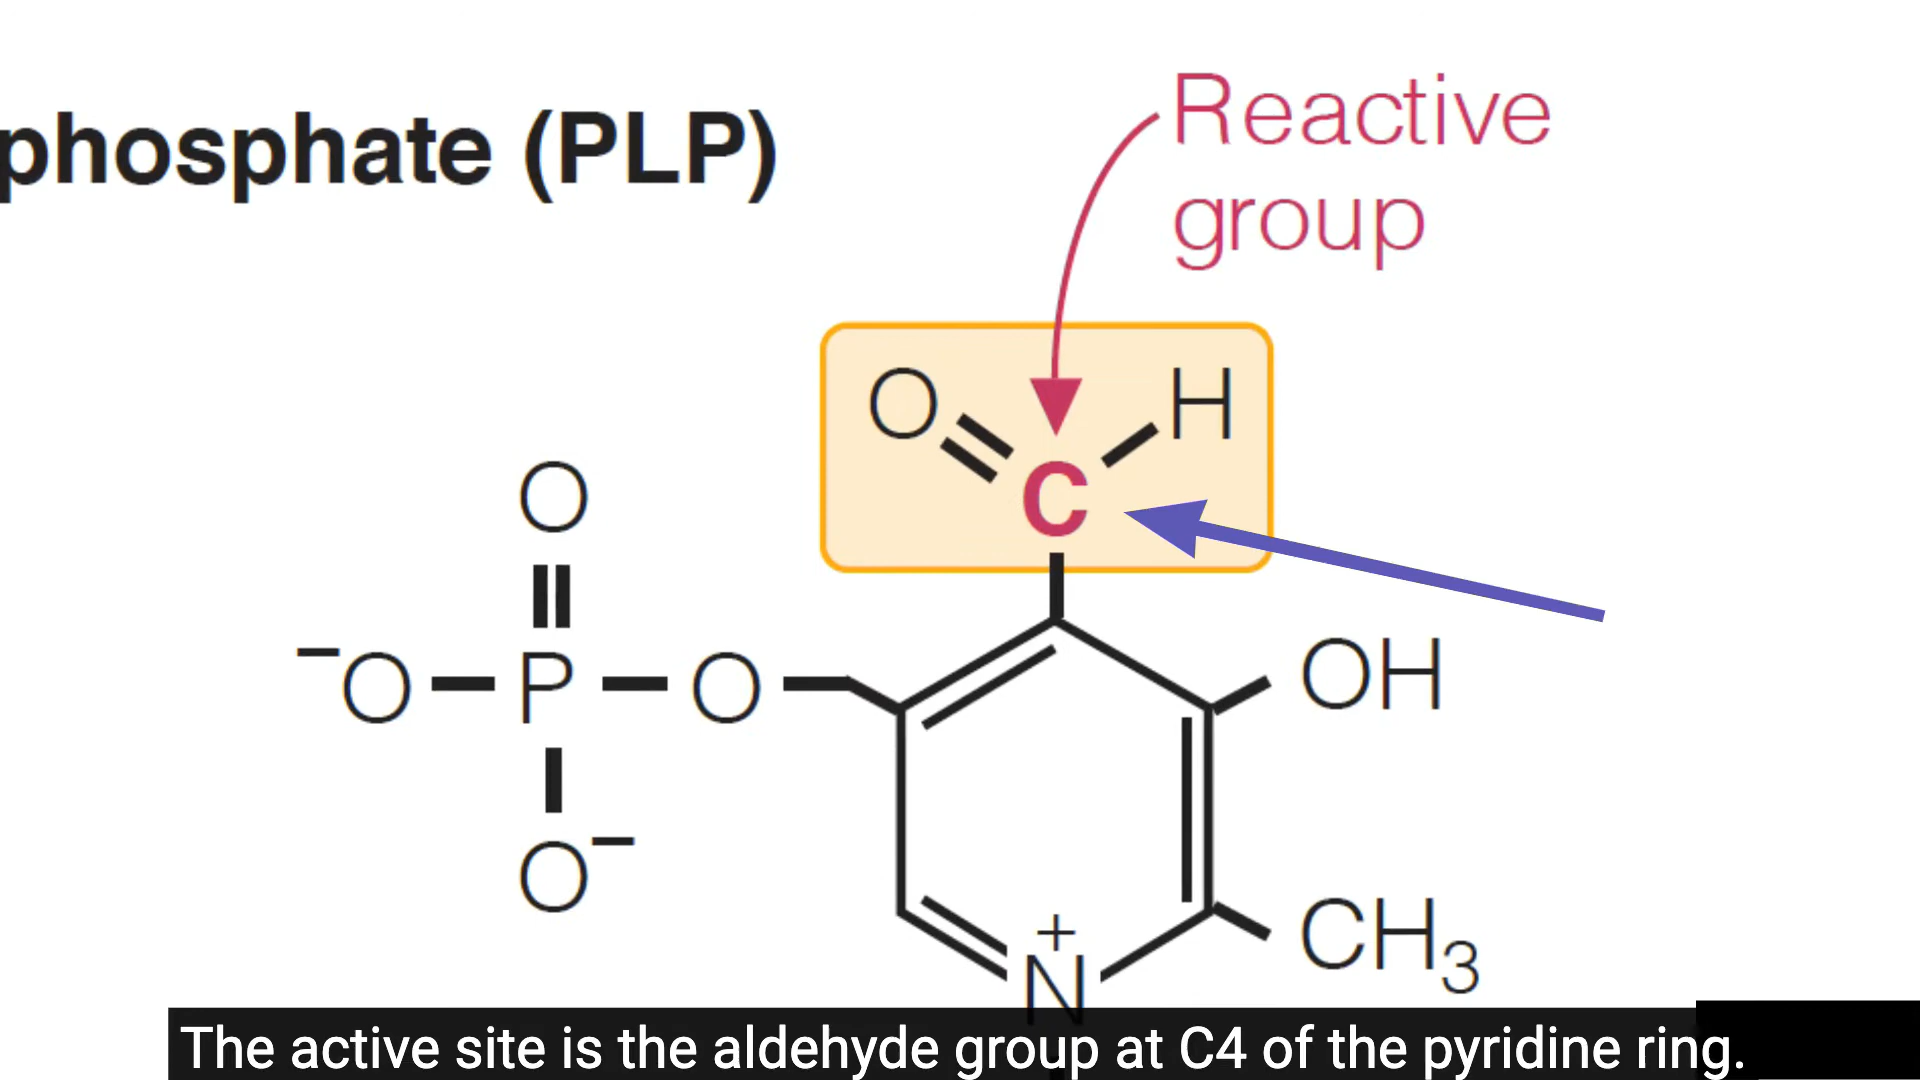 phosphate (PLP)
Reactive
group
O
H
C
O
⁻O
P
O
OH
O⁻
+
N
CH₃
The active site is the aldehyde group at C4 of the pyridine ring.